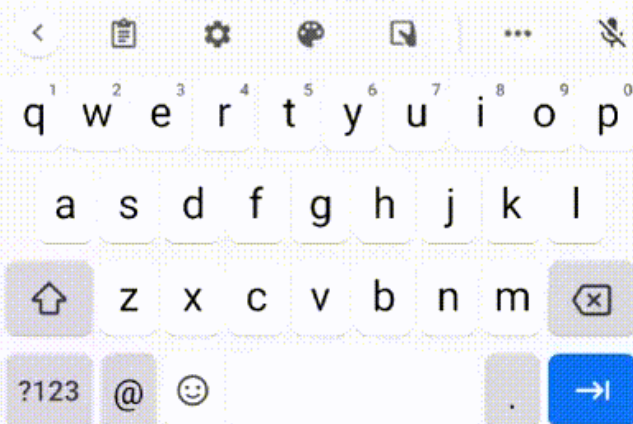 1 2 3 4 5 6 7 8 9 0
q w e r t y u i o p
a s d f g h j k l
z x c v b n m
?123 @ .